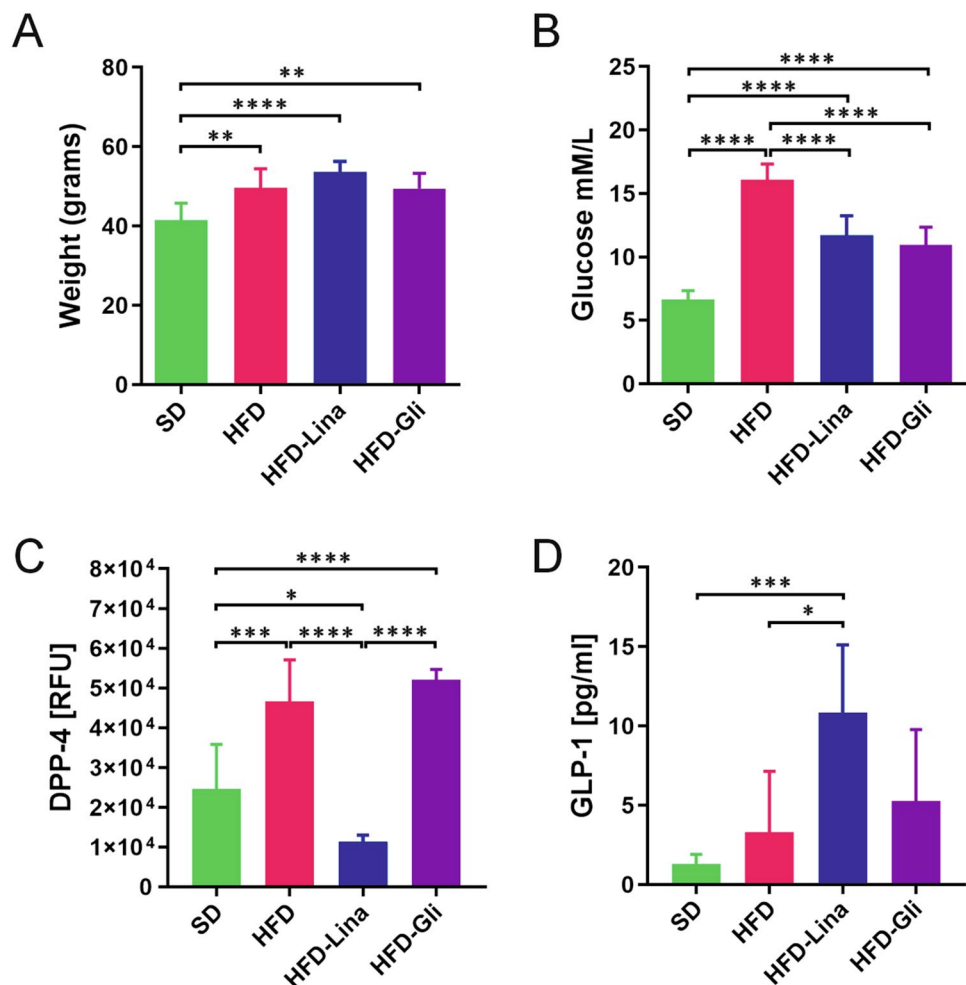 A
Weight (grams)
80
60
40
20
0
**
****
**
SD
HFD
HFD-Lina
HFD-Gli
B
Glucose mM/L
25
20
15
10
5
0
****
****
****
**** ****
SD
HFD
HFD-Lina
HFD-Gli
C
DPP-4 [RFU]
8×10⁴
7×10⁴
6×10⁴
5×10⁴
4×10⁴
3×10⁴
2×10⁴
1×10⁴
0
****
*
*** **** ****
SD
HFD
HFD-Lina
HFD-Gli
D
GLP-1 [pg/ml]
20
15
10
5
0
***
*
SD
HFD
HFD-Lina
HFD-Gli